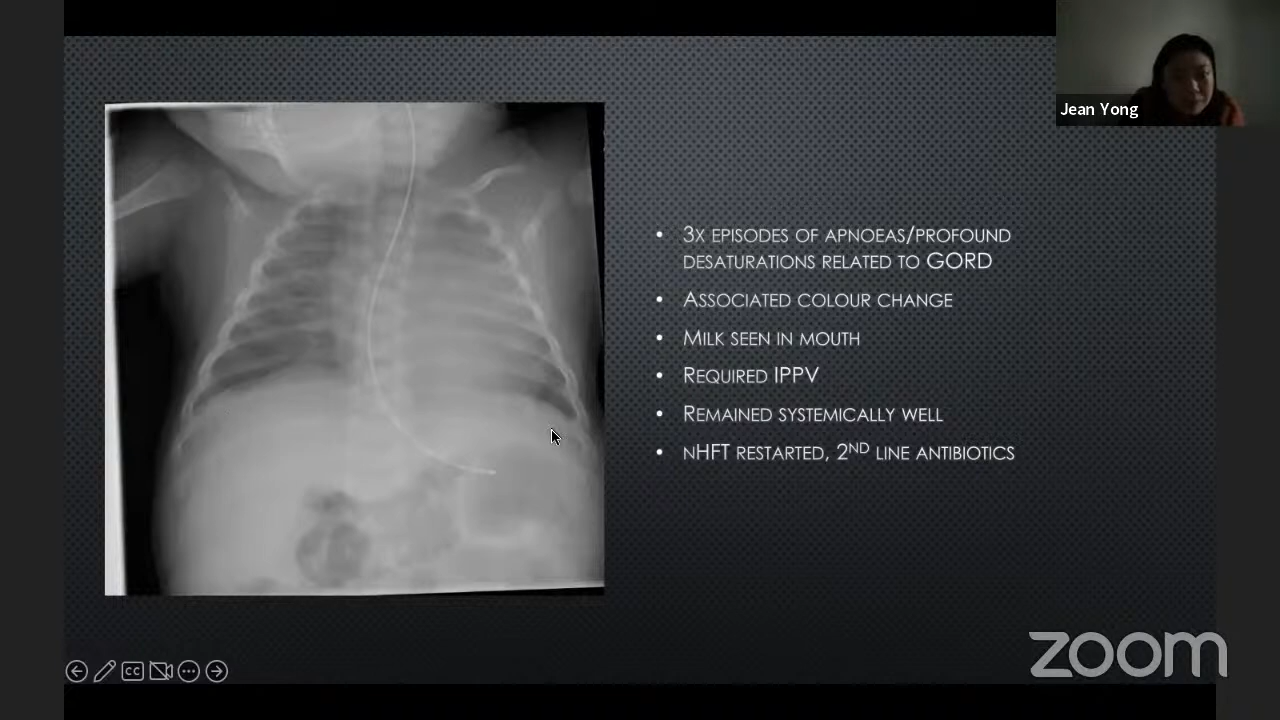 Jean Yong
• 3x episodes of apnoeas/profound
desaturations related to GORD
• Associated colour change
• Milk seen in mouth
• Required IPPV
• Remained systemically well
• nHFT restarted, 2nd line antibiotics
CC
zoom